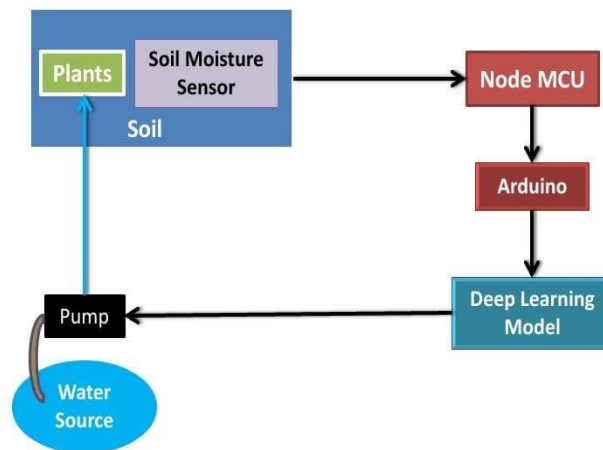 Plants
Soil Moisture
Sensor
Soil
Node MCU
Arduino
Deep Learning
Model
Pump
Water
Source